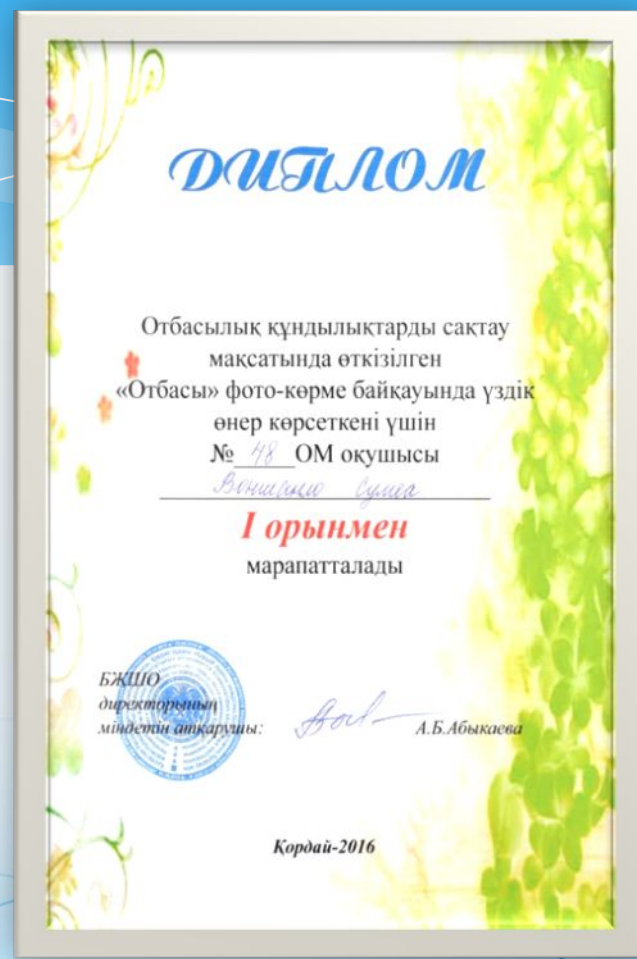 ДИПЛОМ
Отбасылық құндылықтарды сақтау
мақсатында өткізілген
«Отбасы» фото-көрме байқауында үздік
өнер көрсеткені үшін
№ 48 ОМ оқушысы
І орынмен
марапатталады
БЖШО
директорының
міндетін атқарушы: А.Б.Абыкаева
Қордай-2016